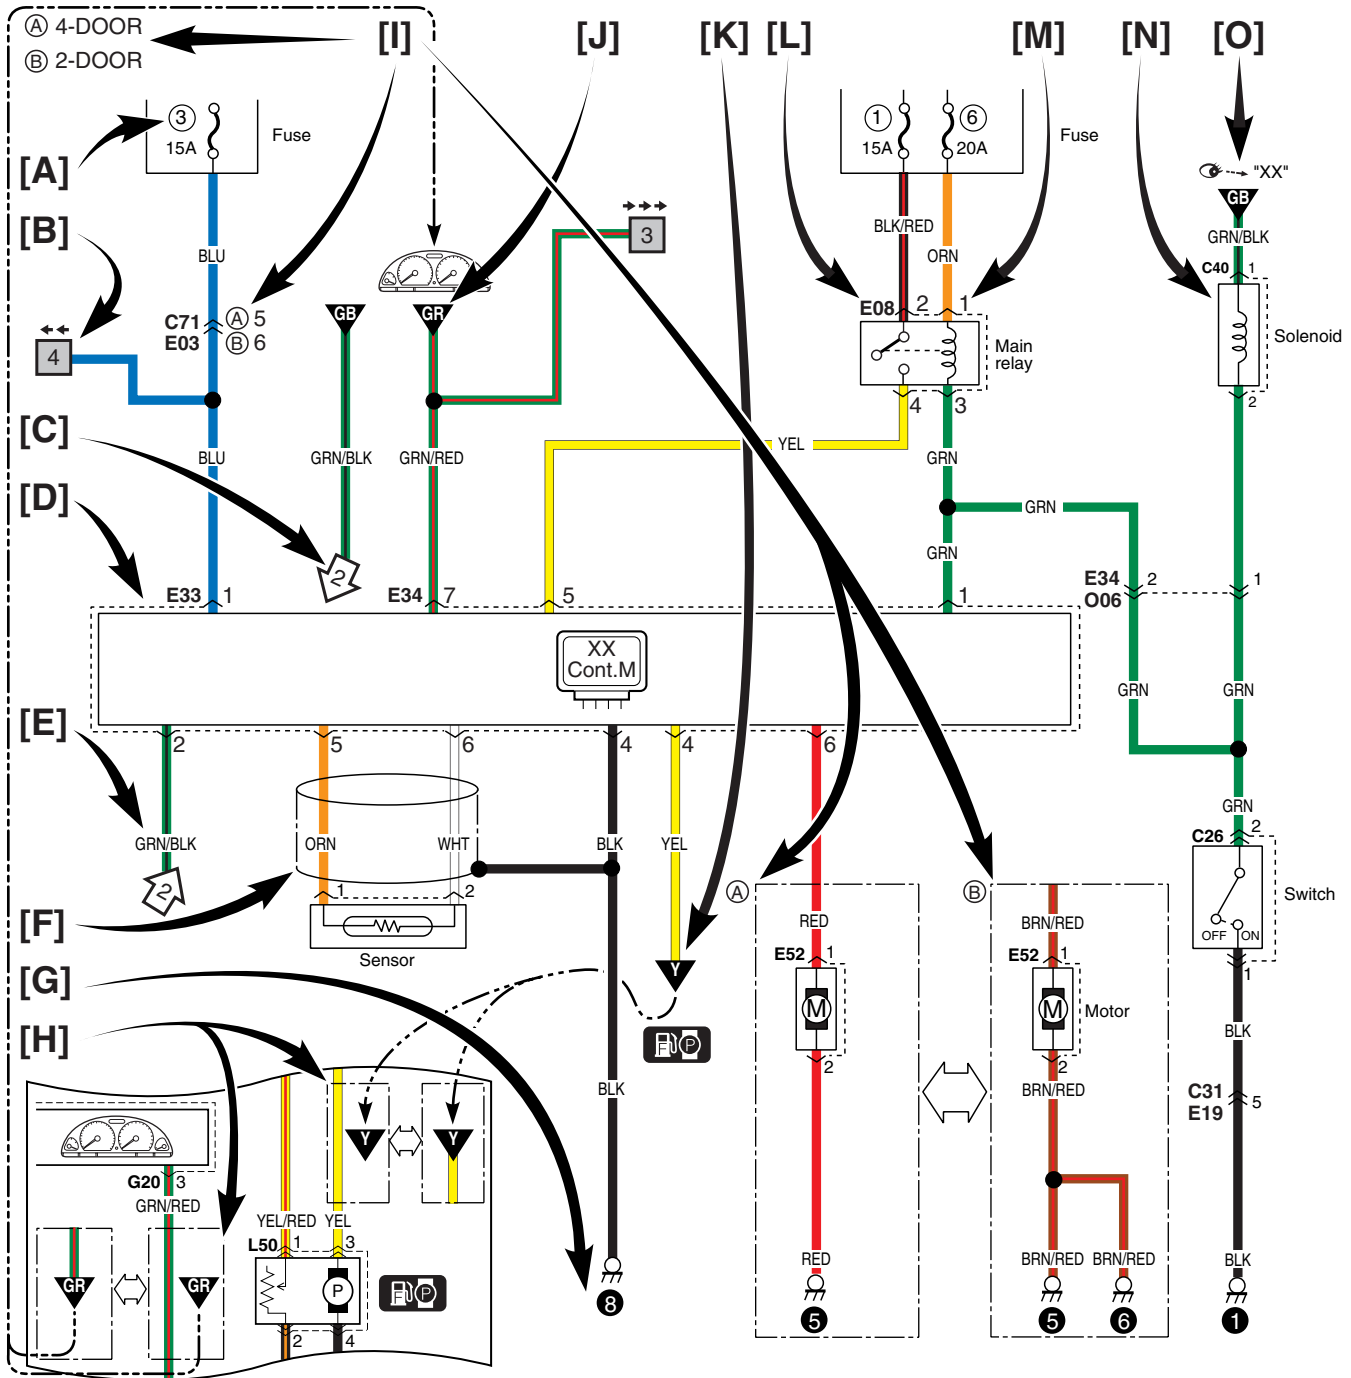 Ⓐ 4-DOOR
Ⓑ 2-DOOR
[I] [J] [K] [L] [M] [N] [O]
3
15A
Fuse
1
15A
6
20A
Fuse
[A]
"XX"
GB
GRN/BLK
[B]
BLU
3
BLK/RED
ORN
C40 1
E08 2 1
C71 Ⓐ 5
E03 Ⓑ 6
GB
GR
4
Main
relay
Solenoid
4 3
2
[C]
BLU
GRN/BLK
GRN/RED
YEL
GRN
[D]
GRN
GRN
2
E33 1
E34 7
5
1
E34 2
O06
1
XX
Cont.M
GRN
GRN
[E]
2 5 6 4 4 6
GRN/BLK
ORN
WHT
BLK
YEL
GRN
C26 2
2
1 2
Ⓐ
Ⓑ
Switch
OFF ON
1
[F]
Sensor
RED
BRN/RED
E52 1
E52 1
[G]
Y
M
M
Motor
[H]
F P
2
2
BLK
BLK
BRN/RED
C31
E19 5
Y Y
G20 3
GRN/RED
YEL/RED YEL
L50 1 3
GR
GR
P
F P
2 4
RED
BRN/RED BRN/RED
BLK
8
5
5
6
1